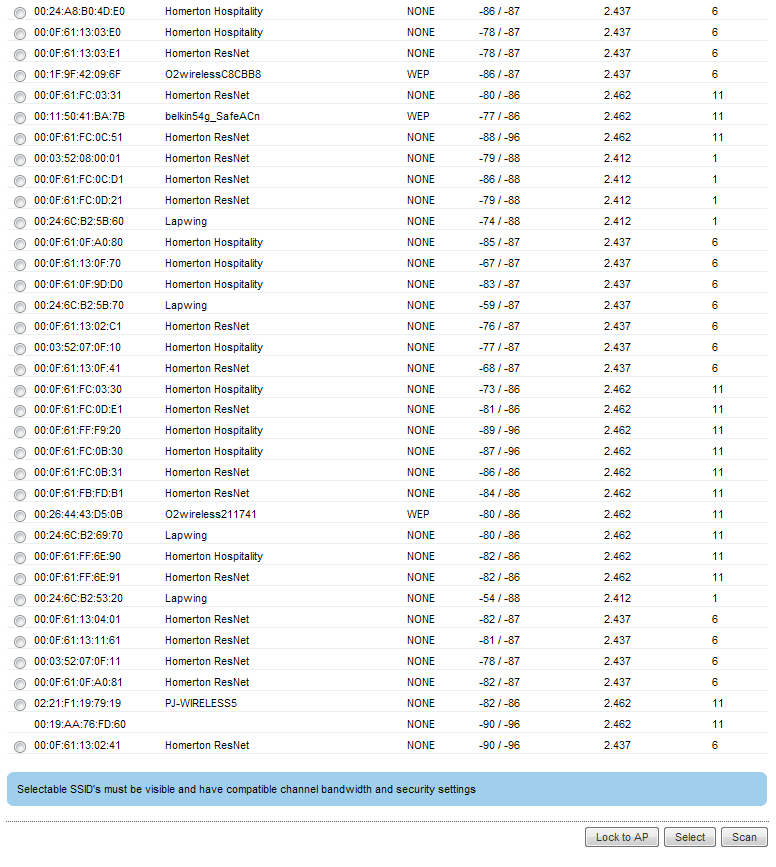 00:24:A8:B0:4D:E0 Homerton Hospitality NONE -86 / -87 2.437 6
00:0F:61:13:03:E0 Homerton Hospitality NONE -78 / -87 2.437 6
00:0F:61:13:03:E1 Homerton ResNet NONE -78 / -87 2.437 6
00:1F:9F:42:09:6F O2wirelessC8CBB8 WEP -86 / -87 2.437 6
00:0F:61:FC:03:31 Homerton ResNet NONE -80 / -86 2.462 11
00:11:50:41:BA:7B belkin54g_SafeACn WEP -77 / -86 2.462 11
00:0F:61:FC:0C:51 Homerton ResNet NONE -88 / -96 2.462 11
00:03:52:08:00:01 Homerton ResNet NONE -79 / -88 2.412 1
00:0F:61:FC:0C:D1 Homerton ResNet NONE -86 / -88 2.412 1
00:0F:61:FC:0D:21 Homerton ResNet NONE -79 / -88 2.412 1
00:24:6C:B2:5B:60 Lapwing NONE -74 / -88 2.412 1
00:0F:61:0F:A0:80 Homerton Hospitality NONE -85 / -87 2.437 6
00:0F:61:13:0F:70 Homerton Hospitality NONE -67 / -87 2.437 6
00:0F:61:0F:9D:D0 Homerton Hospitality NONE -83 / -87 2.437 6
00:24:6C:B2:5B:70 Lapwing NONE -59 / -87 2.437 6
00:0F:61:13:02:C1 Homerton ResNet NONE -76 / -87 2.437 6
00:03:52:07:0F:10 Homerton Hospitality NONE -77 / -87 2.437 6
00:0F:61:13:0F:41 Homerton ResNet NONE -68 / -87 2.437 6
00:0F:61:FC:03:30 Homerton Hospitality NONE -73 / -86 2.462 11
00:0F:61:FC:0D:E1 Homerton ResNet NONE -81 / -86 2.462 11
00:0F:61:FF:F9:20 Homerton Hospitality NONE -89 / -96 2.462 11
00:0F:61:FC:0B:30 Homerton Hospitality NONE -87 / -96 2.462 11
00:0F:61:FC:0B:31 Homerton ResNet NONE -86 / -86 2.462 11
00:0F:61:FB:FD:B1 Homerton ResNet NONE -84 / -86 2.462 11
00:26:44:43:D5:0B O2wireless211741 WEP -80 / -86 2.462 11
00:24:6C:B2:69:70 Lapwing NONE -80 / -86 2.462 11
00:0F:61:FF:6E:90 Homerton Hospitality NONE -82 / -86 2.462 11
00:0F:61:FF:6E:91 Homerton ResNet NONE -82 / -86 2.462 11
00:24:6C:B2:53:20 Lapwing NONE -54 / -88 2.412 1
00:0F:61:13:04:01 Homerton ResNet NONE -82 / -87 2.437 6
00:0F:61:13:11:61 Homerton ResNet NONE -81 / -87 2.437 6
00:03:52:07:0F:11 Homerton ResNet NONE -78 / -87 2.437 6
00:0F:61:0F:A0:81 Homerton ResNet NONE -82 / -87 2.437 6
02:21:F1:19:79:19 PJ-WIRELESS5 NONE -82 / -86 2.462 11
00:19:AA:76:FD:60 NONE -90 / -96 2.462 11
00:0F:61:13:02:41 Homerton ResNet NONE -90 / -96 2.437 6
Selectable SSID's must be visible and have compatible channel bandwidth and security settings
Lock to AP Select Scan